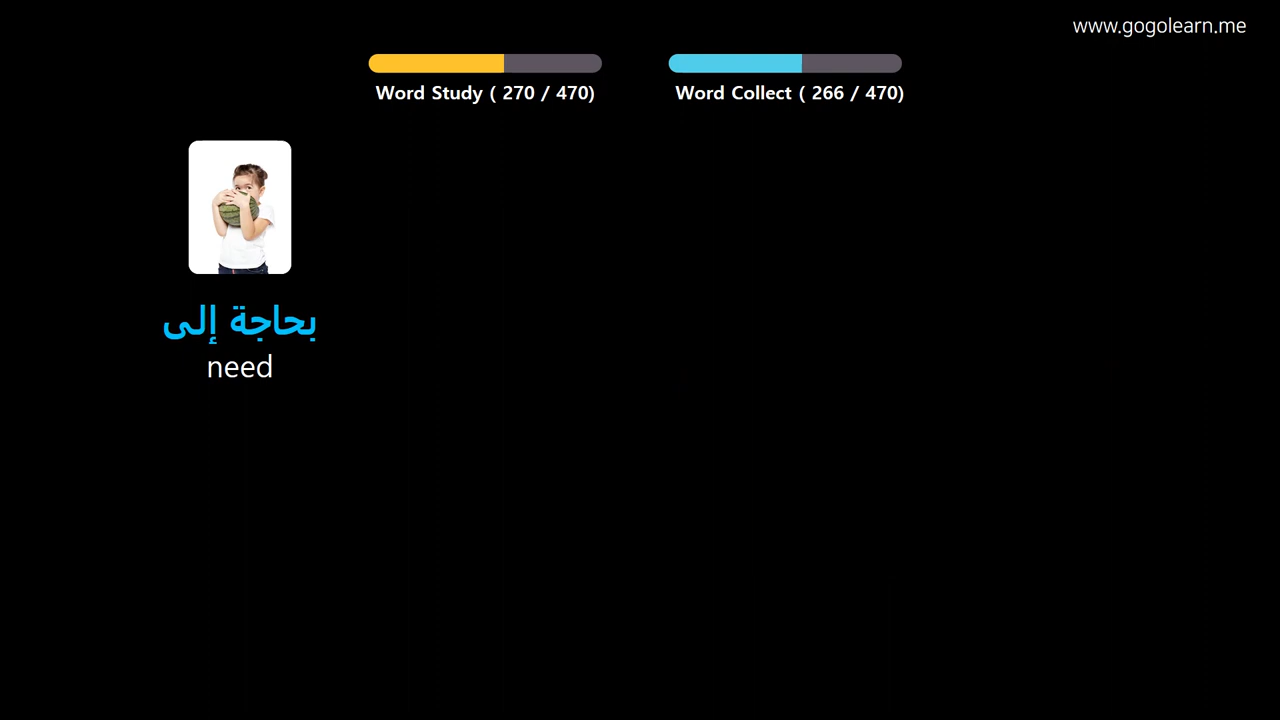 www.gogolearn.me
Word Study ( 270 / 470)
Word Collect ( 266 / 470)
بحاجة إلى
need